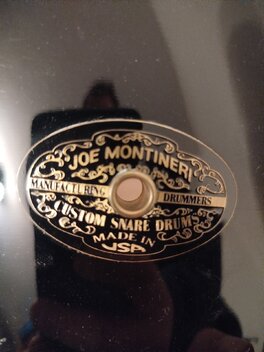 JOE MONTINERI
MANUFACTURING DRUMMERS
CUSTOM SNARE DRUMS
MADE IN
USA